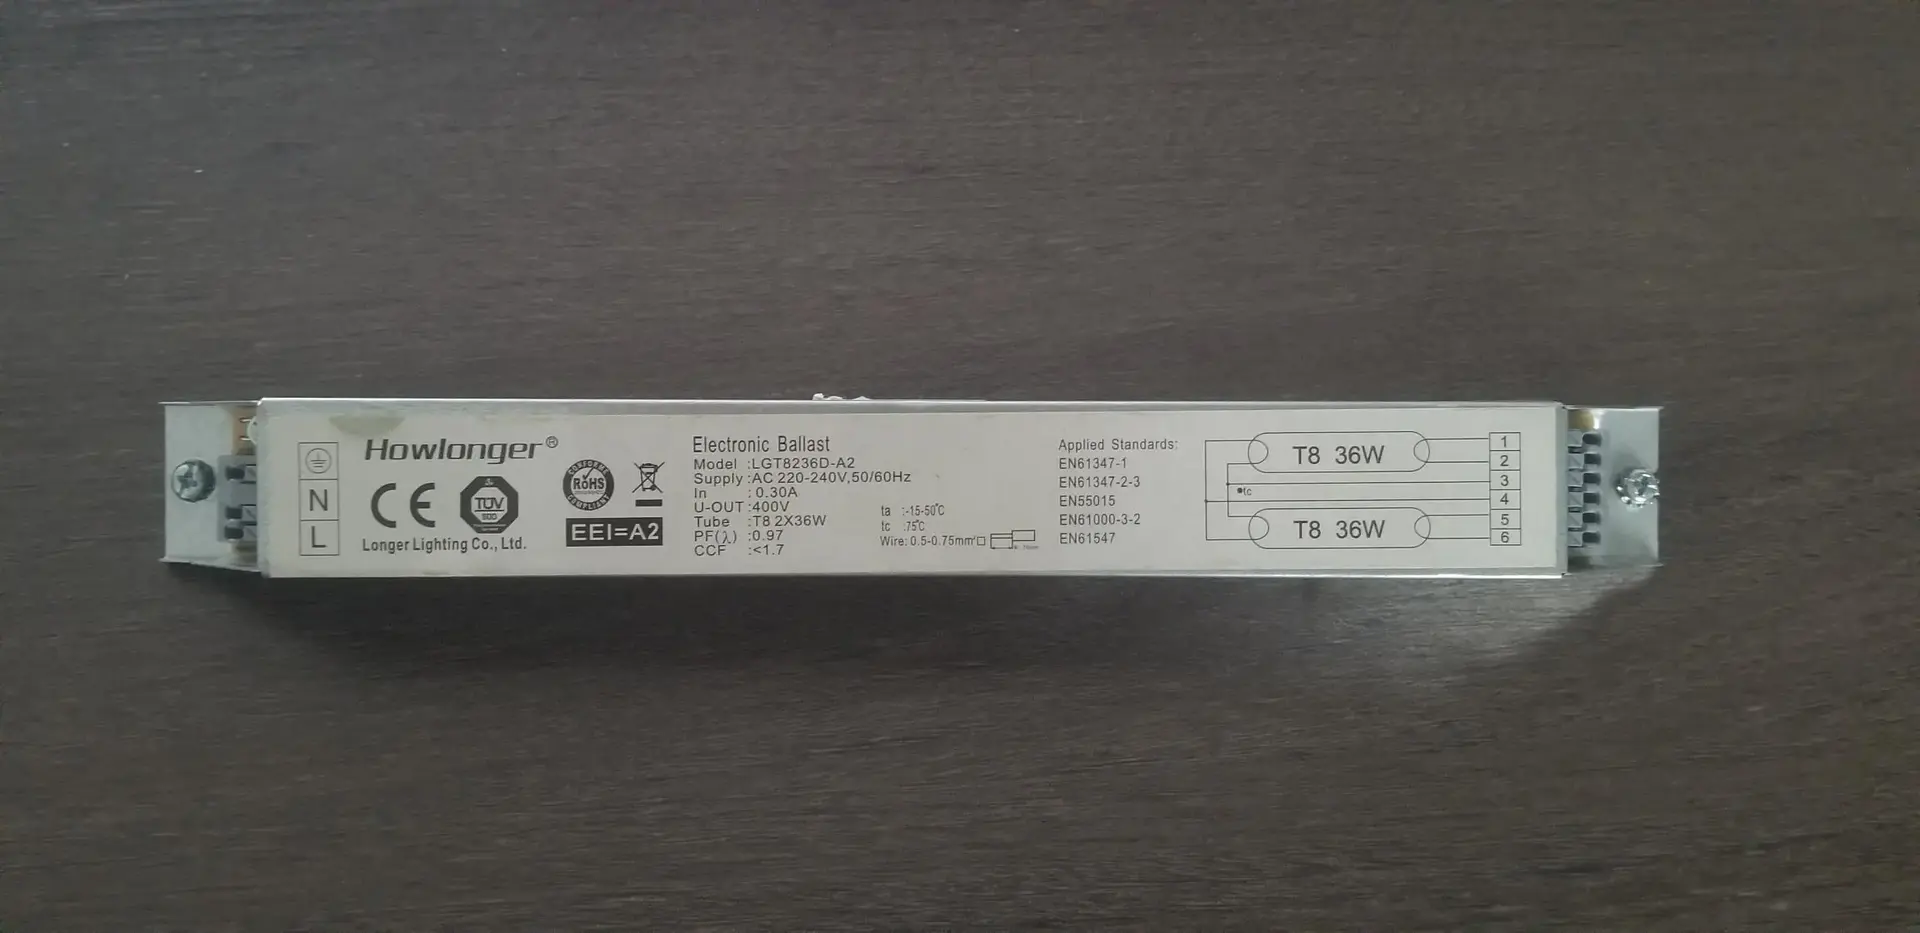 N
L
Howlonger®
CE
TÜV
Longer Lighting Co., Ltd.
CONFORME
RoHS
COMPLIANT
EEI=A2
Electronic Ballast
Model :LGT8236D-A2
Supply :AC 220-240V,50/60Hz
In : 0.30A
U-OUT :400V
Tube :T8 2X36W
PF(λ) :0.97
CCF :<1.7
ta :-15-50℃
tc :75℃
Wire: 0.5-0.75mm²
Applied Standards:
EN61347-1
EN61347-2-3
EN55015
EN61000-3-2
EN61547
T8 36W
tc
T8 36W
1
2
3
4
5
6